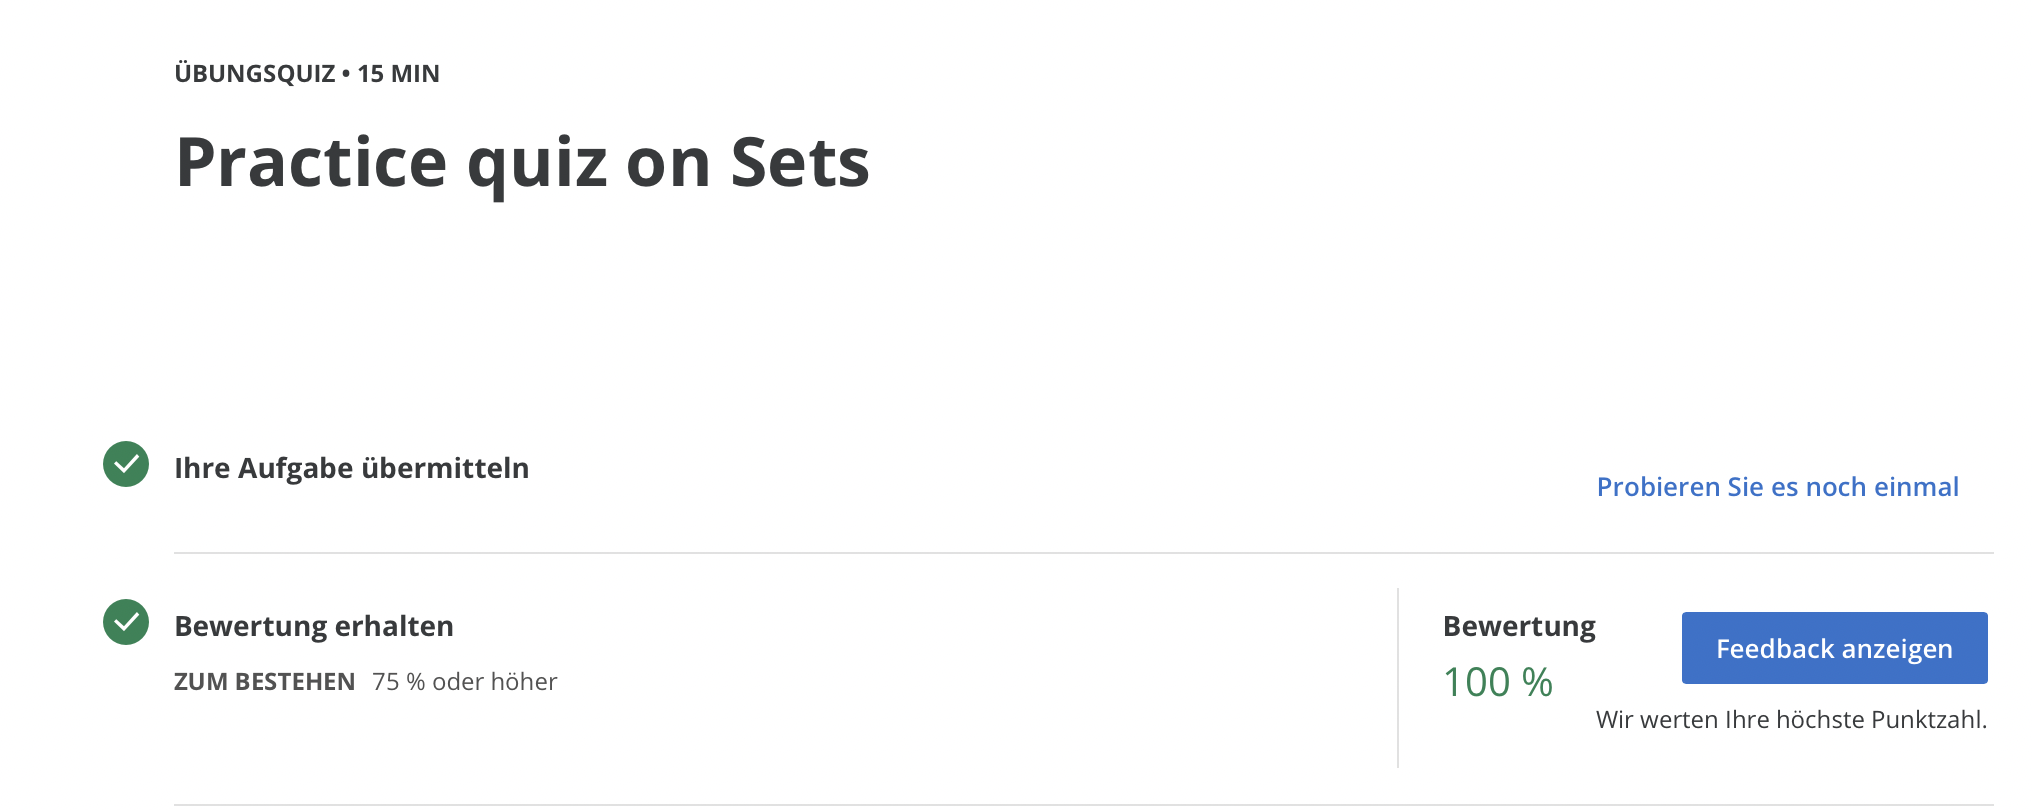 ÜBUNGSQUIZ • 15 MIN
Practice quiz on Sets
Ihre Aufgabe übermitteln
Probieren Sie es noch einmal
Bewertung erhalten
ZUM BESTEHEN 75 % oder höher
Bewertung
100 %
Feedback anzeigen
Wir werten Ihre höchste Punktzahl.